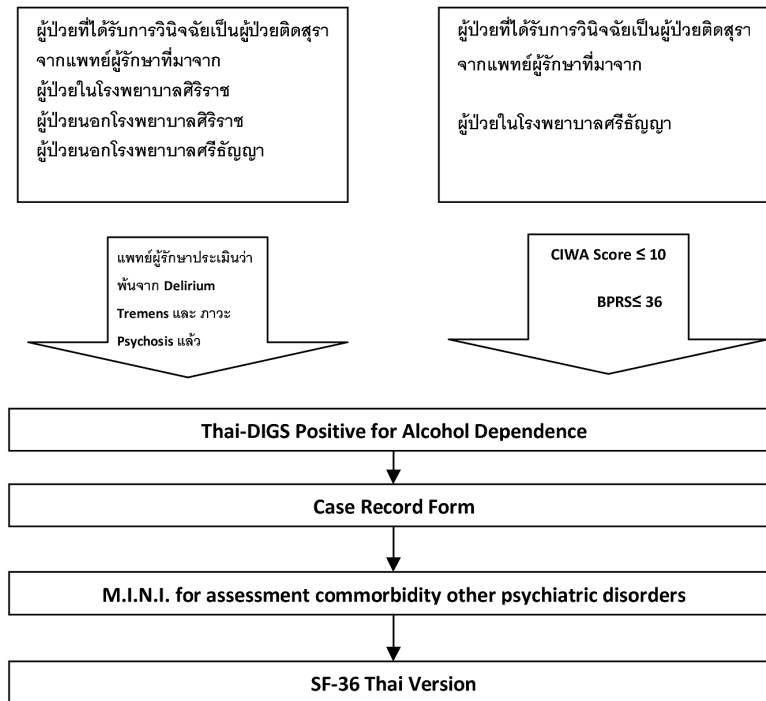 ผู้ป่วยที่ได้รับการวินิจฉัยเป็นผู้ป่วยติดสุรา
จากแพทย์ผู้รักษาที่มาจาก
ผู้ป่วยในโรงพยาบาลศิริราช
ผู้ป่วยนอกโรงพยาบาลศิริราช
ผู้ป่วยนอกโรงพยาบาลศรีธัญญา
ผู้ป่วยที่ได้รับการวินิจฉัยเป็นผู้ป่วยติดสุรา
จากแพทย์ผู้รักษาที่มาจาก
ผู้ป่วยในโรงพยาบาลศรีธัญญา
แพทย์ผู้รักษาประเมินว่า
พ้นจาก Delirium
Tremens และ ภาวะ
Psychosis แล้ว
CIWA Score ≤ 10
BPRS≤ 36
Thai-DIGS Positive for Alcohol Dependence
Case Record Form
M.I.N.I. for assessment commorbidity other psychiatric disorders
SF-36 Thai Version